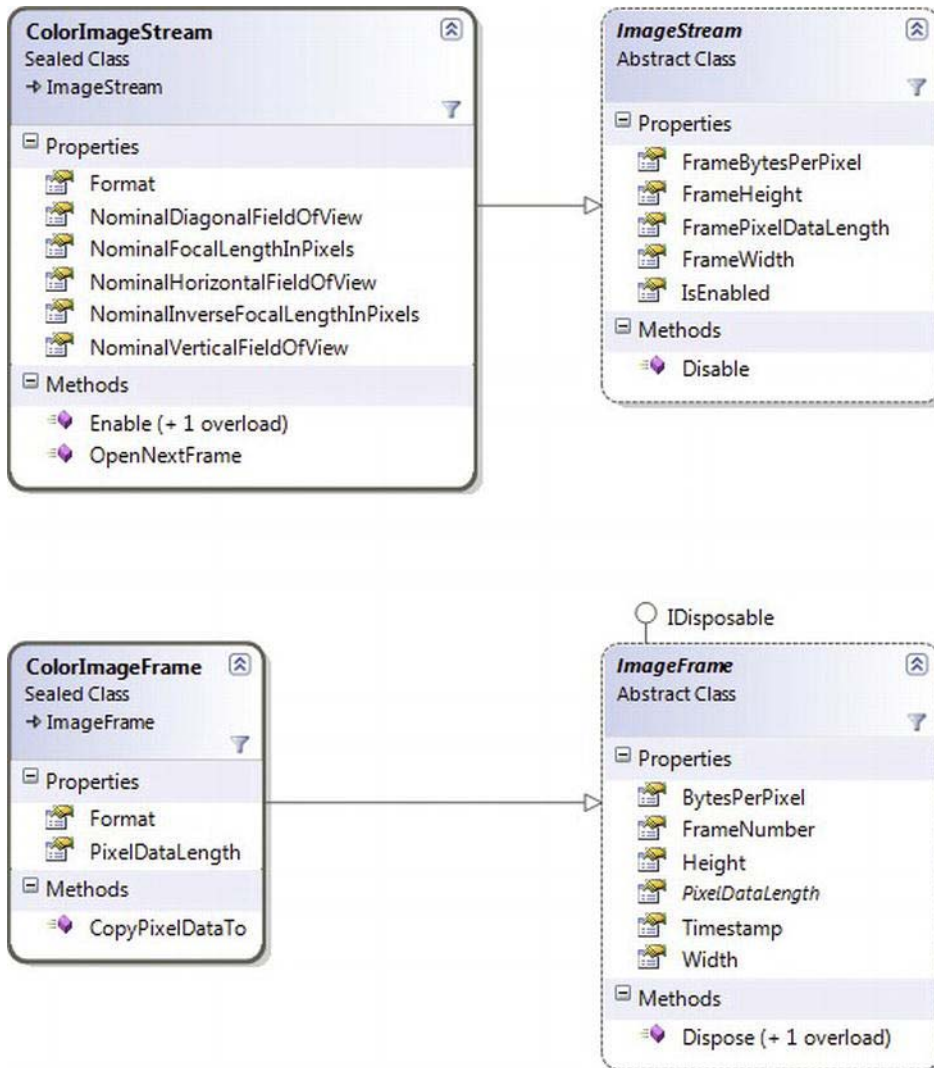 ColorImageStream
Sealed Class
ImageStream
Properties
Format
NominalDiagonalFieldOfView
NominalFocalLengthInPixels
NominalHorizontalFieldOfView
NominalInverseFocalLengthInPixels
NominalVerticalFieldOfView
Methods
Enable (+ 1 overload)
OpenNextFrame
ImageStream
Abstract Class
Properties
FrameBytesPerPixel
FrameHeight
FramePixelDataLength
FrameWidth
IsEnabled
Methods
Disable
ColorImageFrame
Sealed Class
ImageFrame
Properties
Format
PixelDataLength
Methods
CopyPixelDataTo
IDisposable
ImageFrame
Abstract Class
Properties
BytesPerPixel
FrameNumber
Height
PixelDataLength
Timestamp
Width
Methods
Dispose (+ 1 overload)